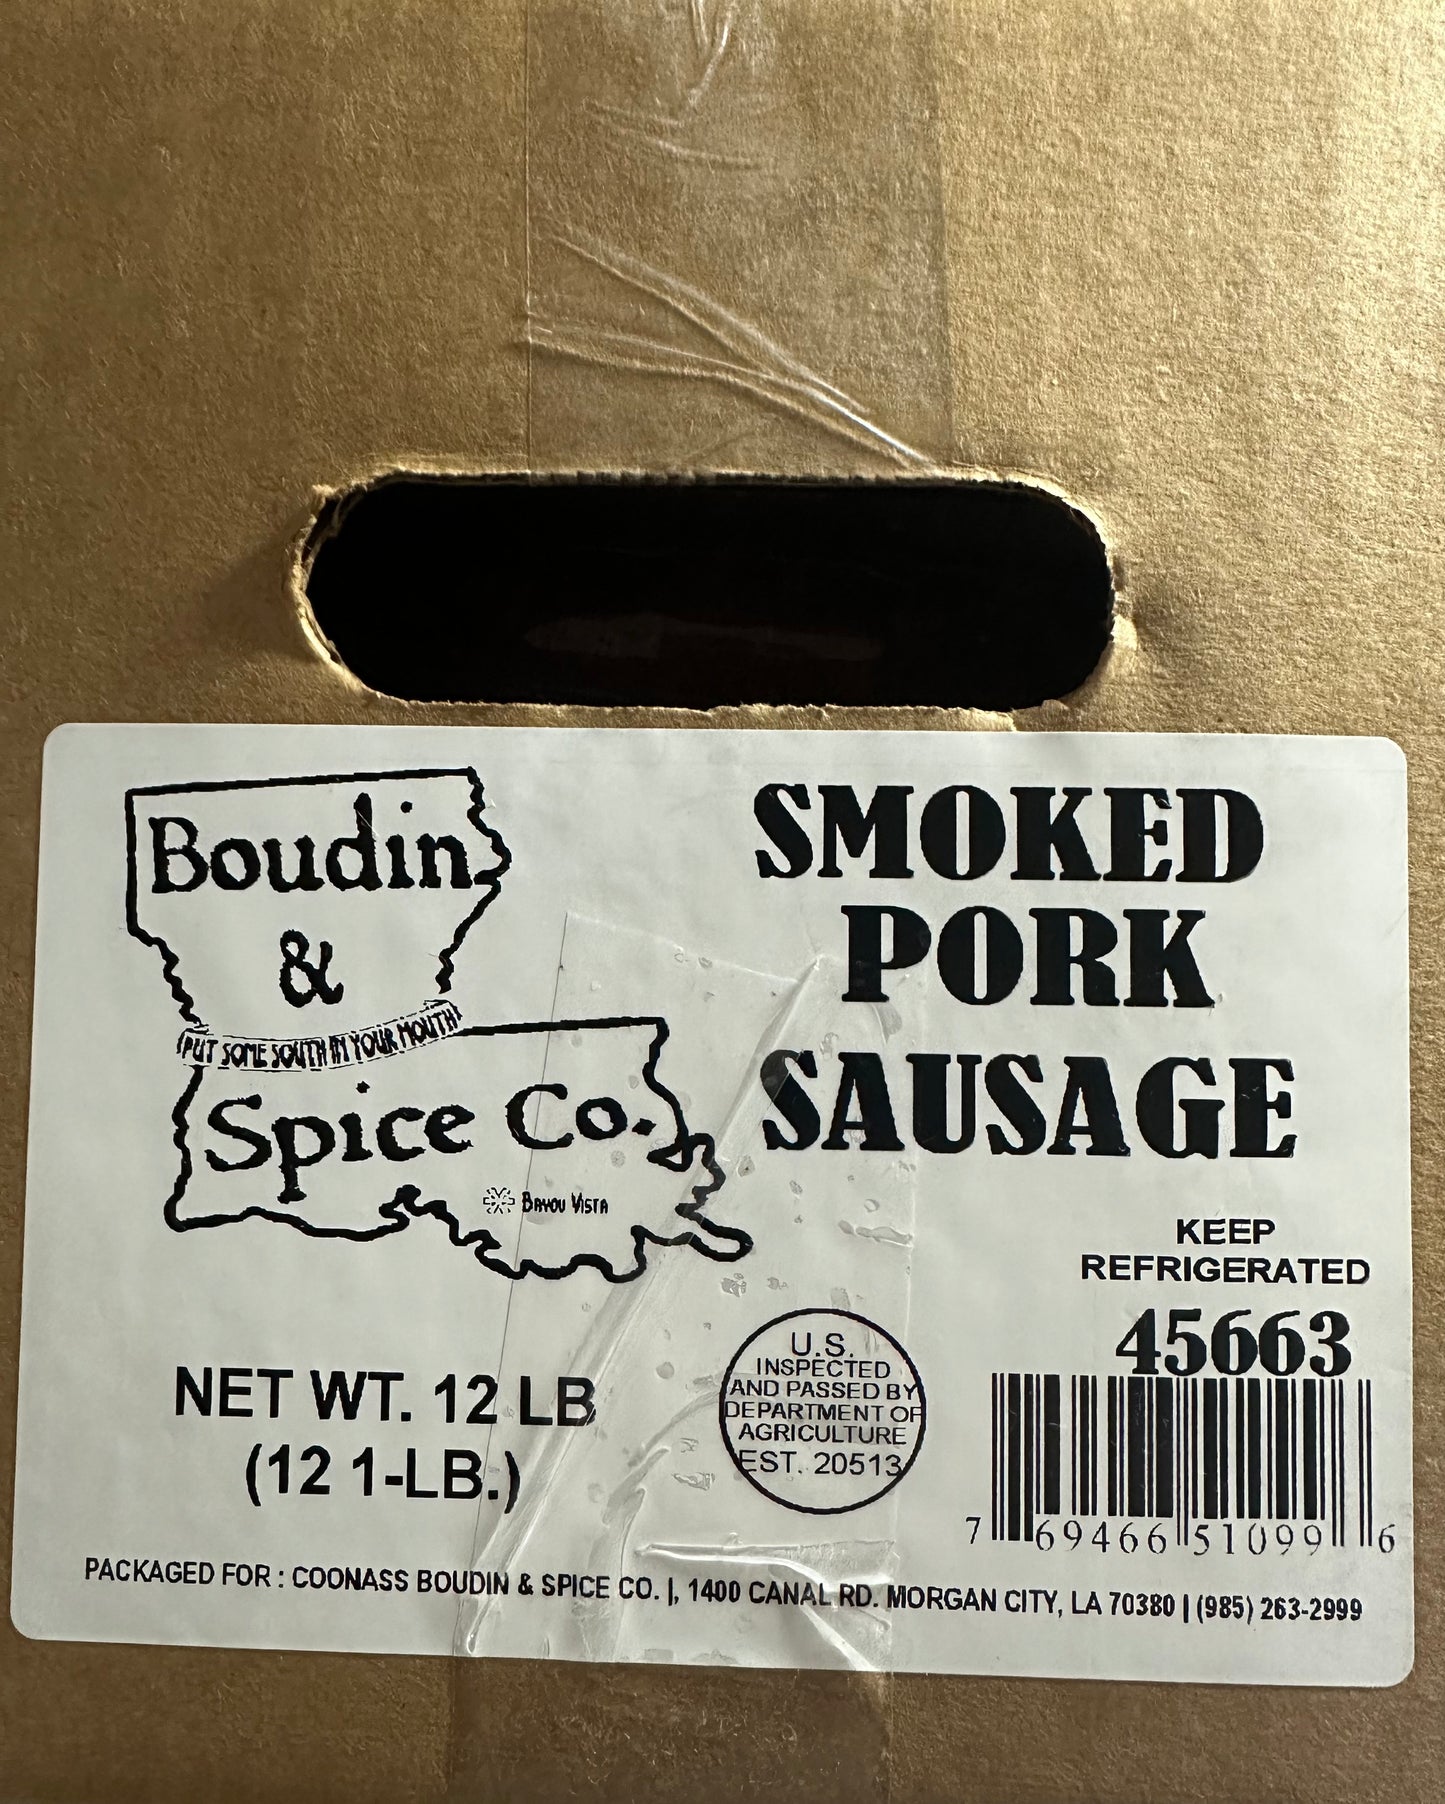 Boudin
&
PUT SOME SOUTH IN YOUR MOUTH!
Spice Co.
BAYOU VISTA
SMOKED
PORK
SAUSAGE
KEEP
REFRIGERATED
45663
NET WT. 12 LB
(12 1-LB.)
U.S.
INSPECTED
AND PASSED BY
DEPARTMENT OF
AGRICULTURE
EST. 20513
7 69466 51099 6
PACKAGED FOR : COONASS BOUDIN & SPICE CO. |, 1400 CANAL RD. MORGAN CITY, LA 70380 | (985) 263-2999